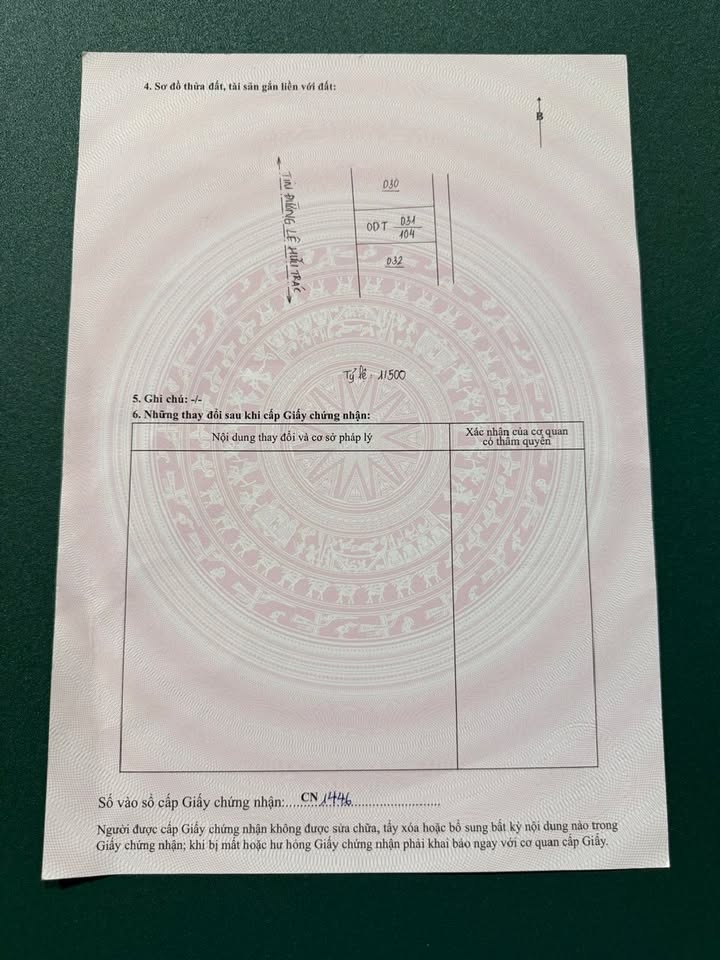 4. Sơ đồ thửa đất, tài sản gắn liền với đất:
B
TIM ĐƯỜNG LÊ HỮU TRÁC
D30
ODT D31
104
D32
Tỷ lệ: 1/500
5. Ghi chú: -/-
6. Những thay đổi sau khi cấp Giấy chứng nhận:
Nội dung thay đổi và cơ sở pháp lý
Xác nhận của cơ quan
có thẩm quyền
Số vào sổ cấp Giấy chứng nhận:....CN 1446........................
Người được cấp Giấy chứng nhận không được sửa chữa, tẩy xóa hoặc bổ sung bất kỳ nội dung nào trong
Giấy chứng nhận; khi bị mất hoặc hư hỏng Giấy chứng nhận phải khai báo ngay với cơ quan cấp Giấy.